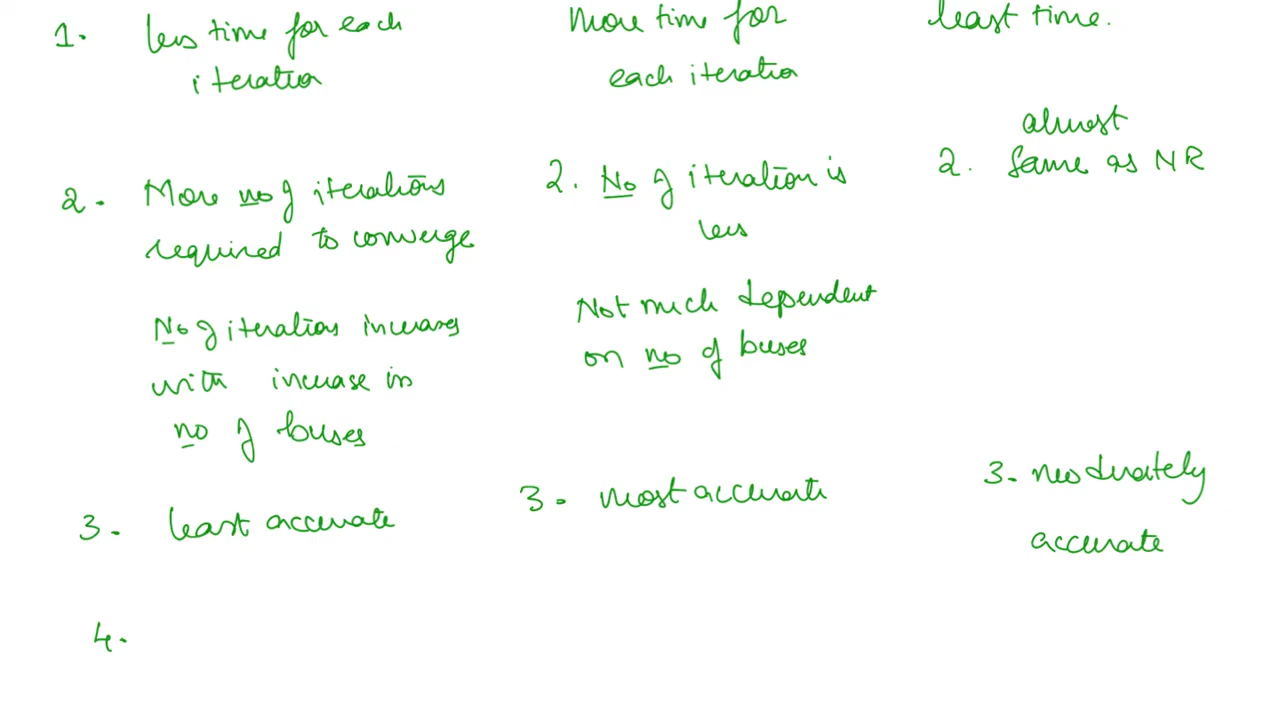 1. less time for each
iteration
More time for
each iteration
least time.
2. More no of iterations
required to converge
No of iterations increases
with increase in
no of buses
2. No of iteration is
less
Not much dependent
on no of buses
almost
2. Same as NR
3. least accurate
3. most accurate
3. moderately
accurate
4.